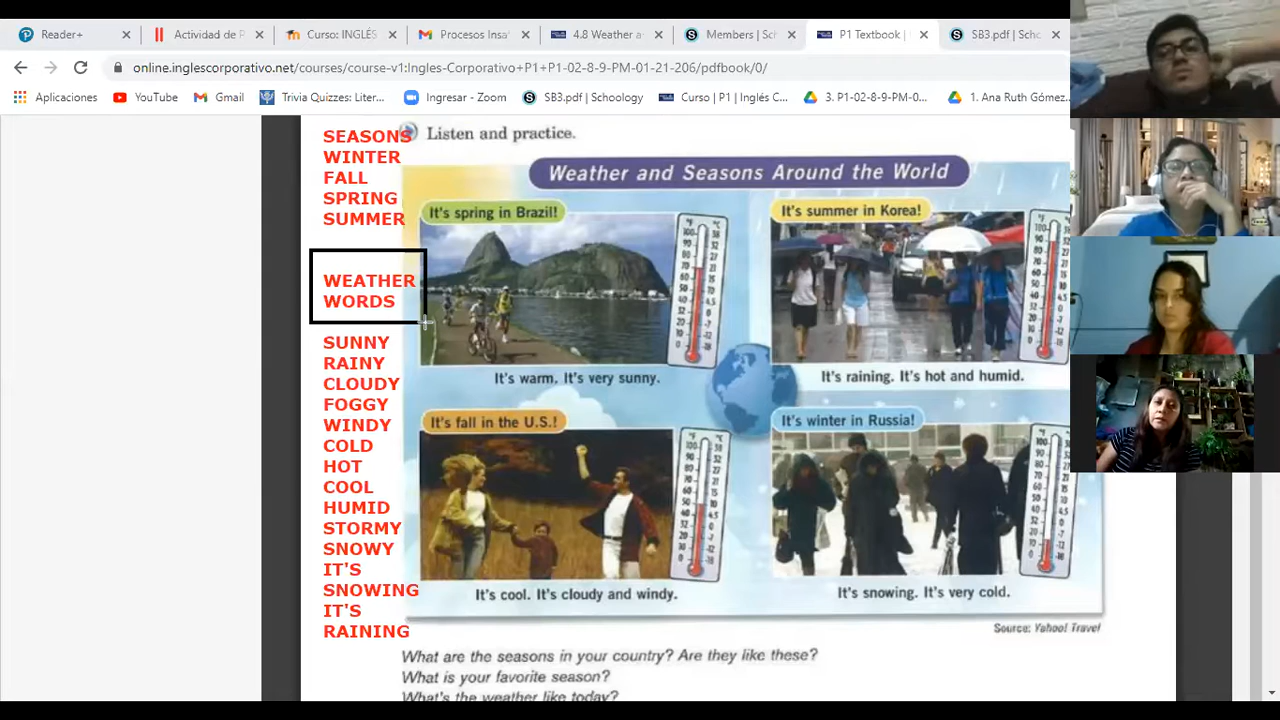 Reader+
Actividad de P
Curso: INGLÉS
Procesos Insa
4.8 Weather a
Members | Sch
P1 Textbook |
SB3.pdf | Schoo
online.inglescorporativo.net/courses/course-v1:Ingles-Corporativo+P1+P1-02-8-9-PM-01-21-206/pdfbook/0/
Aplicaciones
YouTube
Gmail
Trivia Quizzes: Liter...
Ingresar - Zoom
SB3.pdf | Schoology
Curso | P1 | Inglés C...
3. P1-02-8-9-PM-0...
1. Ana Ruth Gómez
SEASONS
WINTER
FALL
SPRING
SUMMER
WEATHER
WORDS
SUNNY
RAINY
CLOUDY
FOGGY
WINDY
COLD
HOT
COOL
HUMID
STORMY
SNOWY
IT'S
SNOWING
IT'S
RAINING
Listen and practice.
Weather and Seasons Around the World
It's spring in Brazil!
It's warm. It's very sunny.
It's summer in Korea!
It's raining. It's hot and humid.
It's fall in the U.S.!
It's cool. It's cloudy and windy.
It's winter in Russia!
It's snowing. It's very cold.
Source: Yahoo! Travel
What are the seasons in your country? Are they like these?
What is your favorite season?
What's the weather like today?